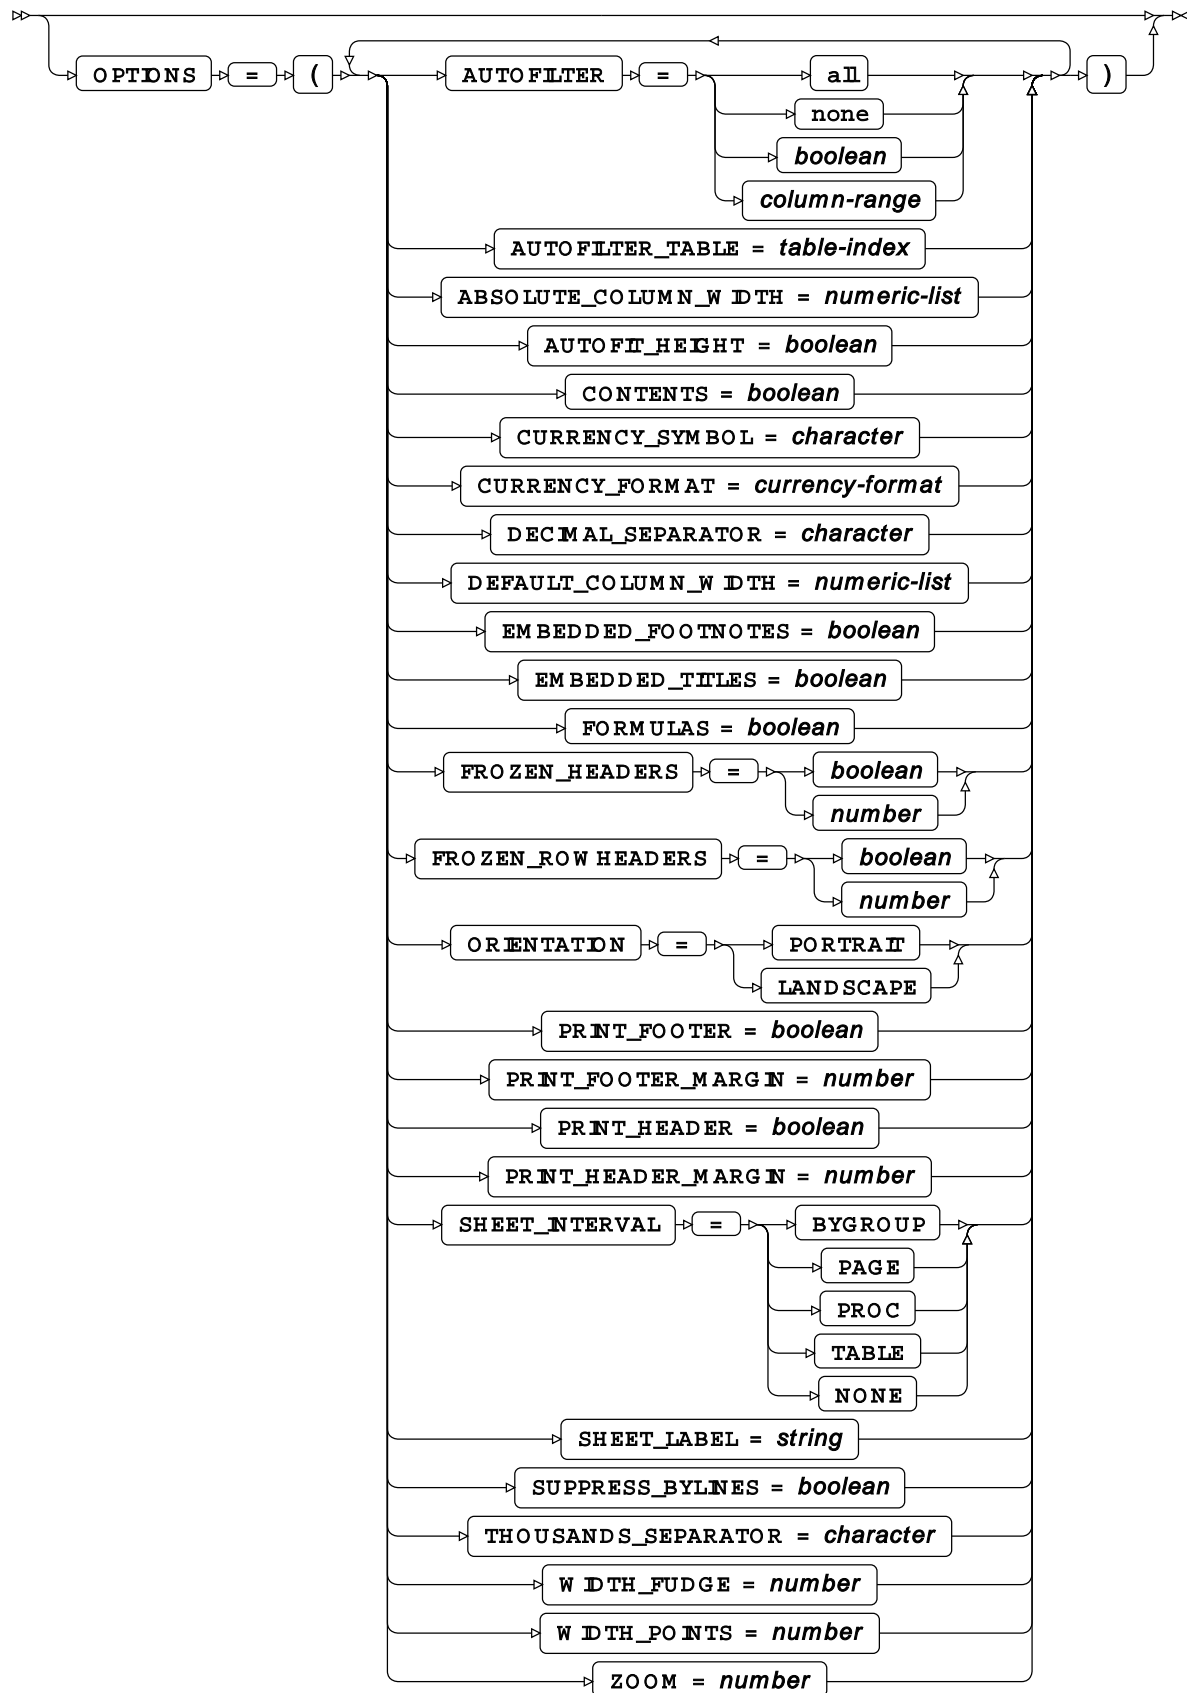 OPTIONS = ( AUTOFILTER = all )
none
boolean
column-range
AUTOFILTER_TABLE = table-index
ABSOLUTE_COLUMN_WIDTH = numeric-list
AUTOFIT_HEIGHT = boolean
CONTENTS = boolean
CURRENCY_SYMBOL = character
CURRENCY_FORMAT = currency-format
DECIMAL_SEPARATOR = character
DEFAULT_COLUMN_WIDTH = numeric-list
EMBEDDED_FOOTNOTES = boolean
EMBEDDED_TITLES = boolean
FORMULAS = boolean
FROZEN_HEADERS = boolean
number
FROZEN_ROWHEADERS = boolean
number
ORIENTATION = PORTRAIT
LANDSCAPE
PRINT_FOOTER = boolean
PRINT_FOOTER_MARGIN = number
PRINT_HEADER = boolean
PRINT_HEADER_MARGIN = number
SHEET_INTERVAL = BYGROUP
PAGE
PROC
TABLE
NONE
SHEET_LABEL = string
SUPPRESS_BYLINES = boolean
THOUSANDS_SEPARATOR = character
WIDTH_FUDGE = number
WIDTH_POINTS = number
ZOOM = number